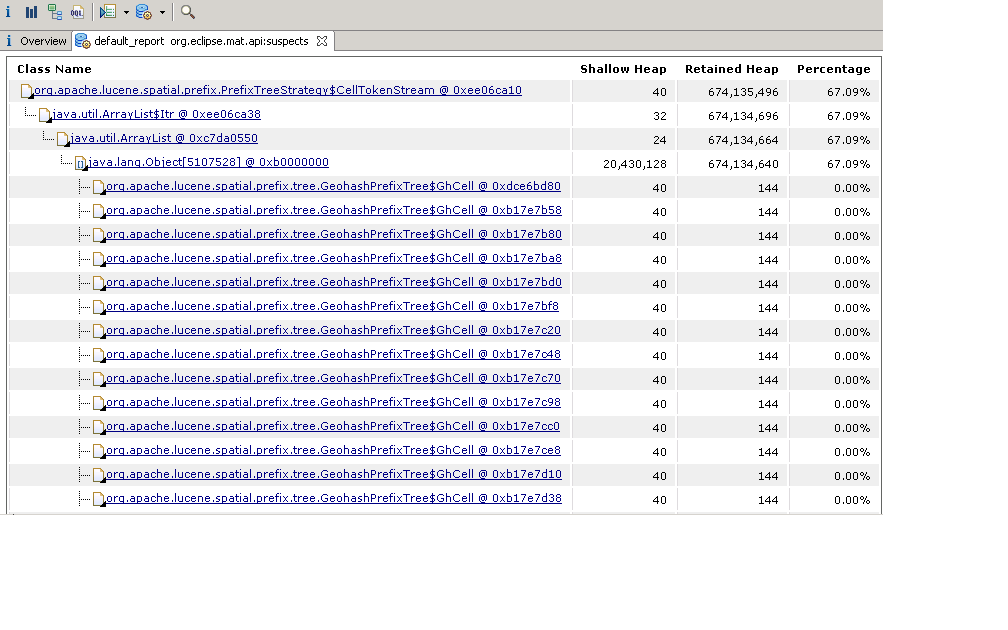 i OQL
i Overview default_report org.eclipse.mat.api:suspects
Class Name Shallow Heap Retained Heap Percentage
org.apache.lucene.spatial.prefix.PrefixTreeStrategy$CellTokenStream @ 0xee06ca10 40 674,135,496 67.09%
java.util.ArrayList$Itr @ 0xee06ca38 32 674,134,696 67.09%
java.util.ArrayList @ 0xc7da0550 24 674,134,664 67.09%
java.lang.Object[5107528] @ 0xb0000000 20,430,128 674,134,640 67.09%
org.apache.lucene.spatial.prefix.tree.GeohashPrefixTree$GhCell @ 0xdce6bd80 40 144 0.00%
org.apache.lucene.spatial.prefix.tree.GeohashPrefixTree$GhCell @ 0xb17e7b58 40 144 0.00%
org.apache.lucene.spatial.prefix.tree.GeohashPrefixTree$GhCell @ 0xb17e7b80 40 144 0.00%
org.apache.lucene.spatial.prefix.tree.GeohashPrefixTree$GhCell @ 0xb17e7ba8 40 144 0.00%
org.apache.lucene.spatial.prefix.tree.GeohashPrefixTree$GhCell @ 0xb17e7bd0 40 144 0.00%
org.apache.lucene.spatial.prefix.tree.GeohashPrefixTree$GhCell @ 0xb17e7bf8 40 144 0.00%
org.apache.lucene.spatial.prefix.tree.GeohashPrefixTree$GhCell @ 0xb17e7c20 40 144 0.00%
org.apache.lucene.spatial.prefix.tree.GeohashPrefixTree$GhCell @ 0xb17e7c48 40 144 0.00%
org.apache.lucene.spatial.prefix.tree.GeohashPrefixTree$GhCell @ 0xb17e7c70 40 144 0.00%
org.apache.lucene.spatial.prefix.tree.GeohashPrefixTree$GhCell @ 0xb17e7c98 40 144 0.00%
org.apache.lucene.spatial.prefix.tree.GeohashPrefixTree$GhCell @ 0xb17e7cc0 40 144 0.00%
org.apache.lucene.spatial.prefix.tree.GeohashPrefixTree$GhCell @ 0xb17e7ce8 40 144 0.00%
org.apache.lucene.spatial.prefix.tree.GeohashPrefixTree$GhCell @ 0xb17e7d10 40 144 0.00%
org.apache.lucene.spatial.prefix.tree.GeohashPrefixTree$GhCell @ 0xb17e7d38 40 144 0.00%